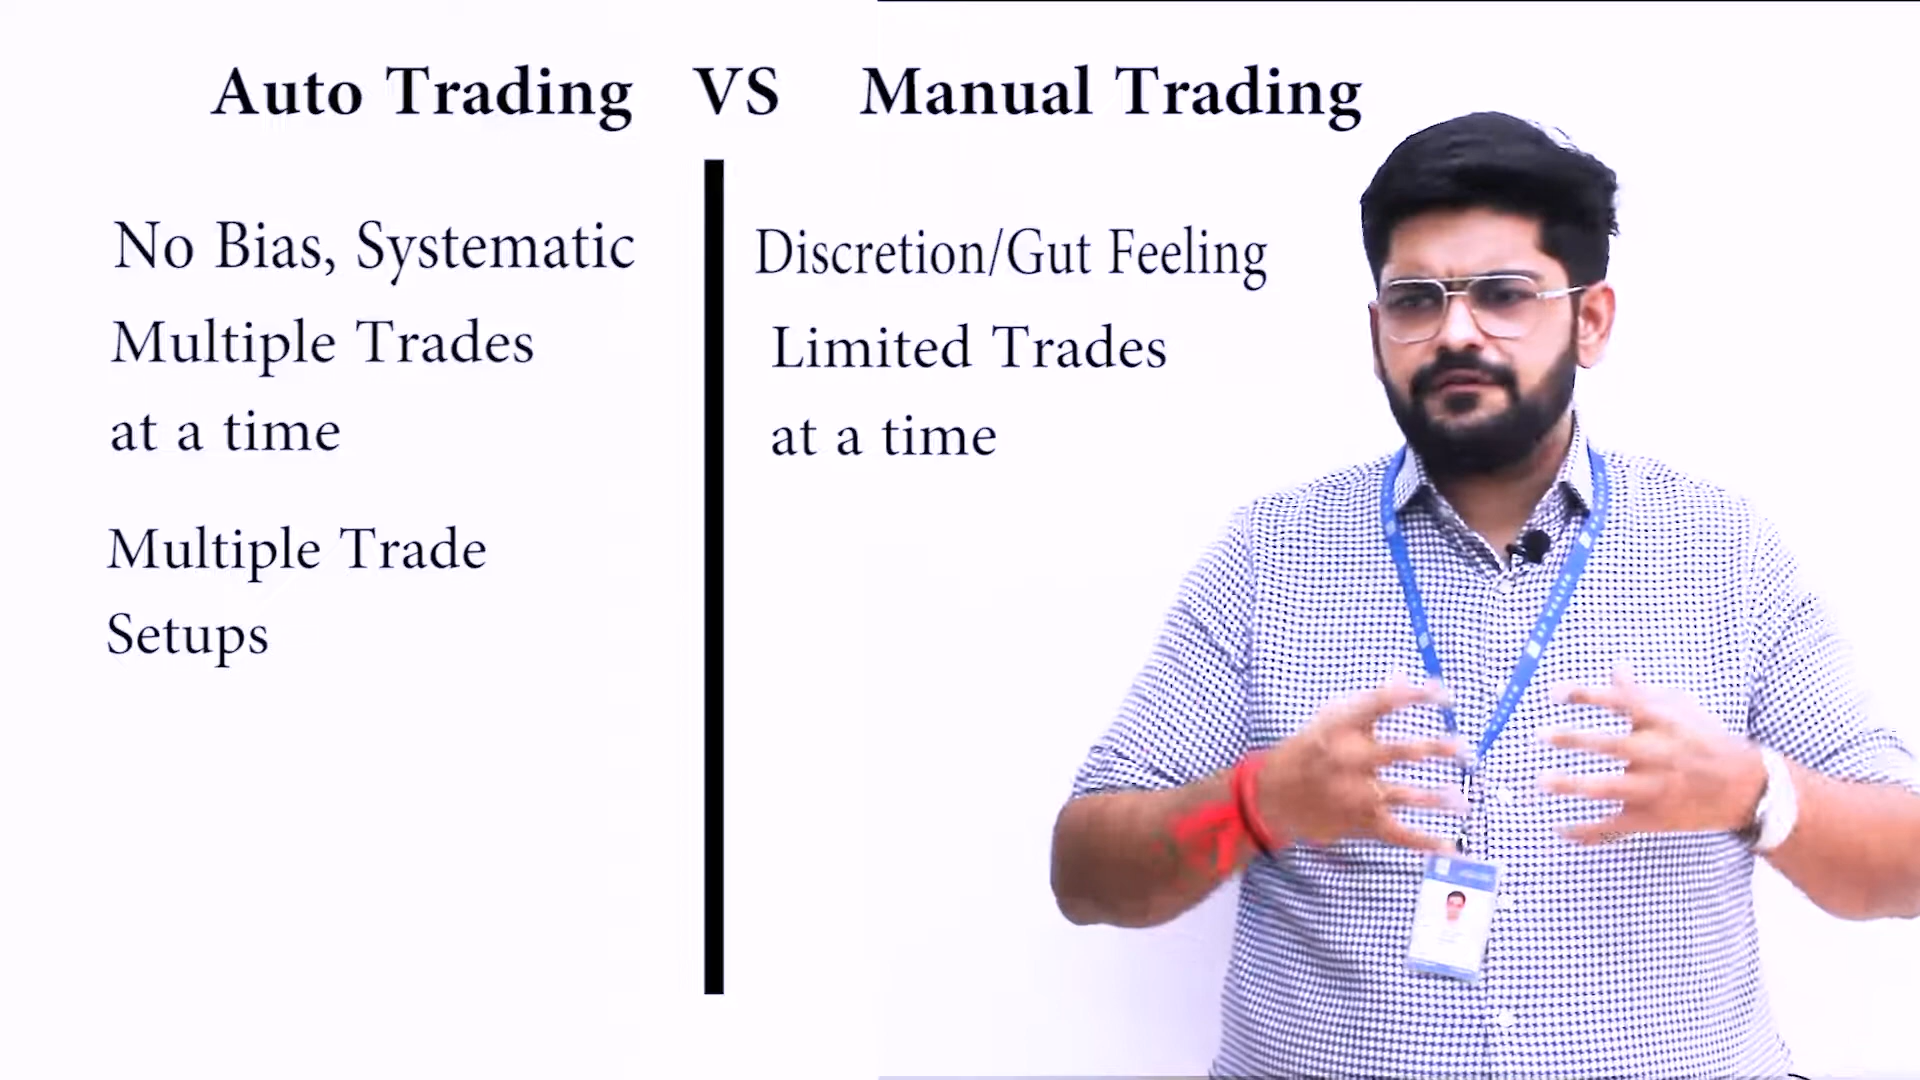 Auto Trading VS Manual Trading
No Bias, Systematic
Discretion/Gut Feeling
Multiple Trades
at a time
Limited Trades
at a time
Multiple Trade
Setups